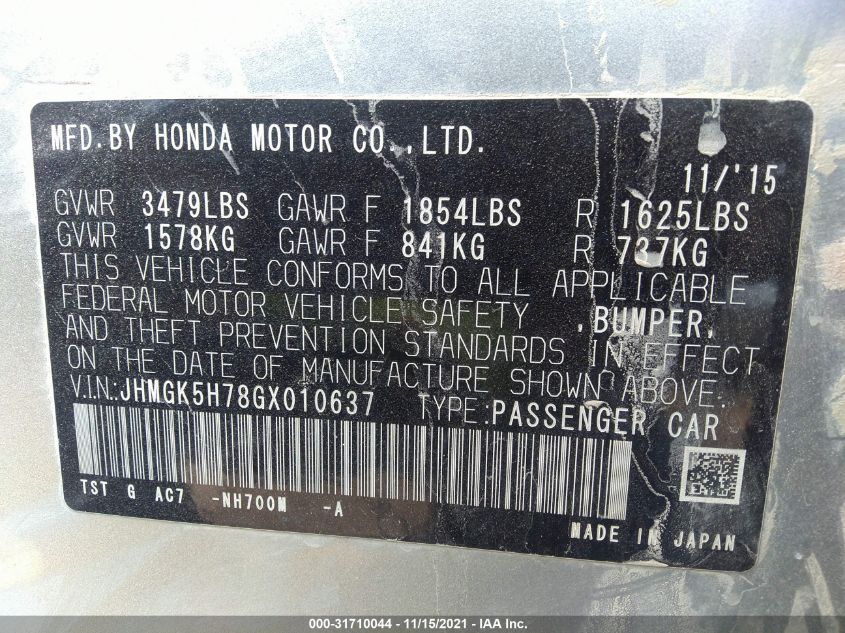 MFD.BY HONDA MOTOR CO.,LTD.
11/'15
GVWR 3479LBS GAWR F 1854LBS R 1625LBS
GVWR 1578KG GAWR F 841KG R 737KG
THIS VEHICLE CONFORMS TO ALL APPLICABLE
FEDERAL MOTOR VEHICLE SAFETY ,BUMPER,
AND THEFT PREVENTION STANDARDS IN EFFECT
ON THE DATE OF MANUFACTURE SHOWN ABOVE.
V.I.N.:JHMGK5H78GX010637 TYPE:PASSENGER CAR
TST G AC7 -NH700M -A
MADE IN JAPAN
000-31710044 - 11/15/2021 - IAA Inc.